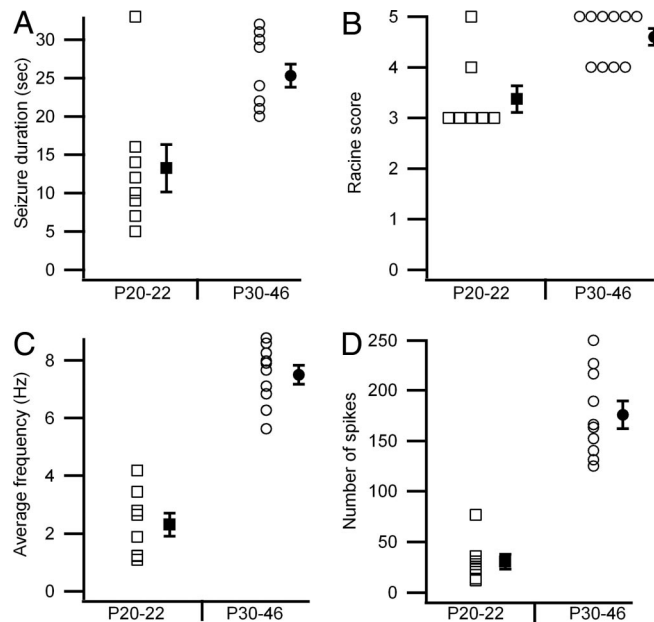 A
Seizure duration (sec)
30
25
20
15
10
5
0
P20-22
P30-46
B
Racine score
5
4
3
2
1
0
P20-22
P30-46
C
Average frequency (Hz)
8
6
4
2
0
P20-22
P30-46
D
Number of spikes
250
200
150
100
50
0
P20-22
P30-46